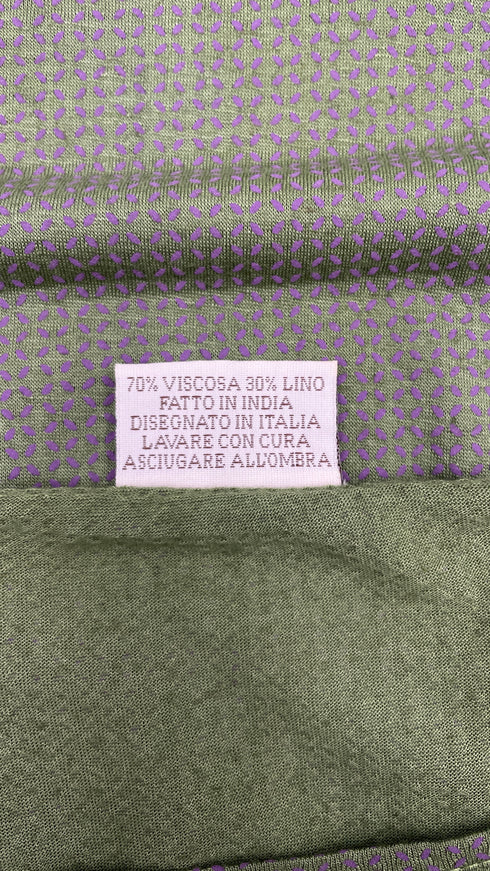 70% VISCOSA 30% LINO
FATTO IN INDIA
DISEGNATO IN ITALIA
LAVARE CON CURA
ASCIUGARE ALL'OMBRA